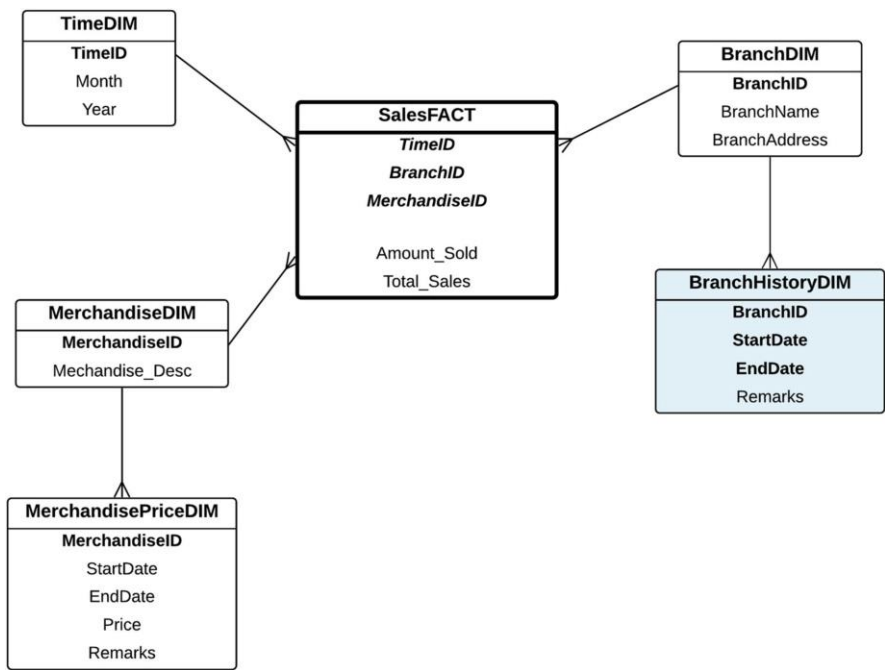 TimeDIM
TimeID
Month
Year
SalesFACT
TimeID
BranchID
MerchandiseID
Amount_Sold
Total_Sales
BranchDIM
BranchID
BranchName
BranchAddress
BranchHistoryDIM
BranchID
StartDate
EndDate
Remarks
MerchandiseDIM
MerchandiseID
Mechandise_Desc
MerchandisePriceDIM
MerchandiseID
StartDate
EndDate
Price
Remarks